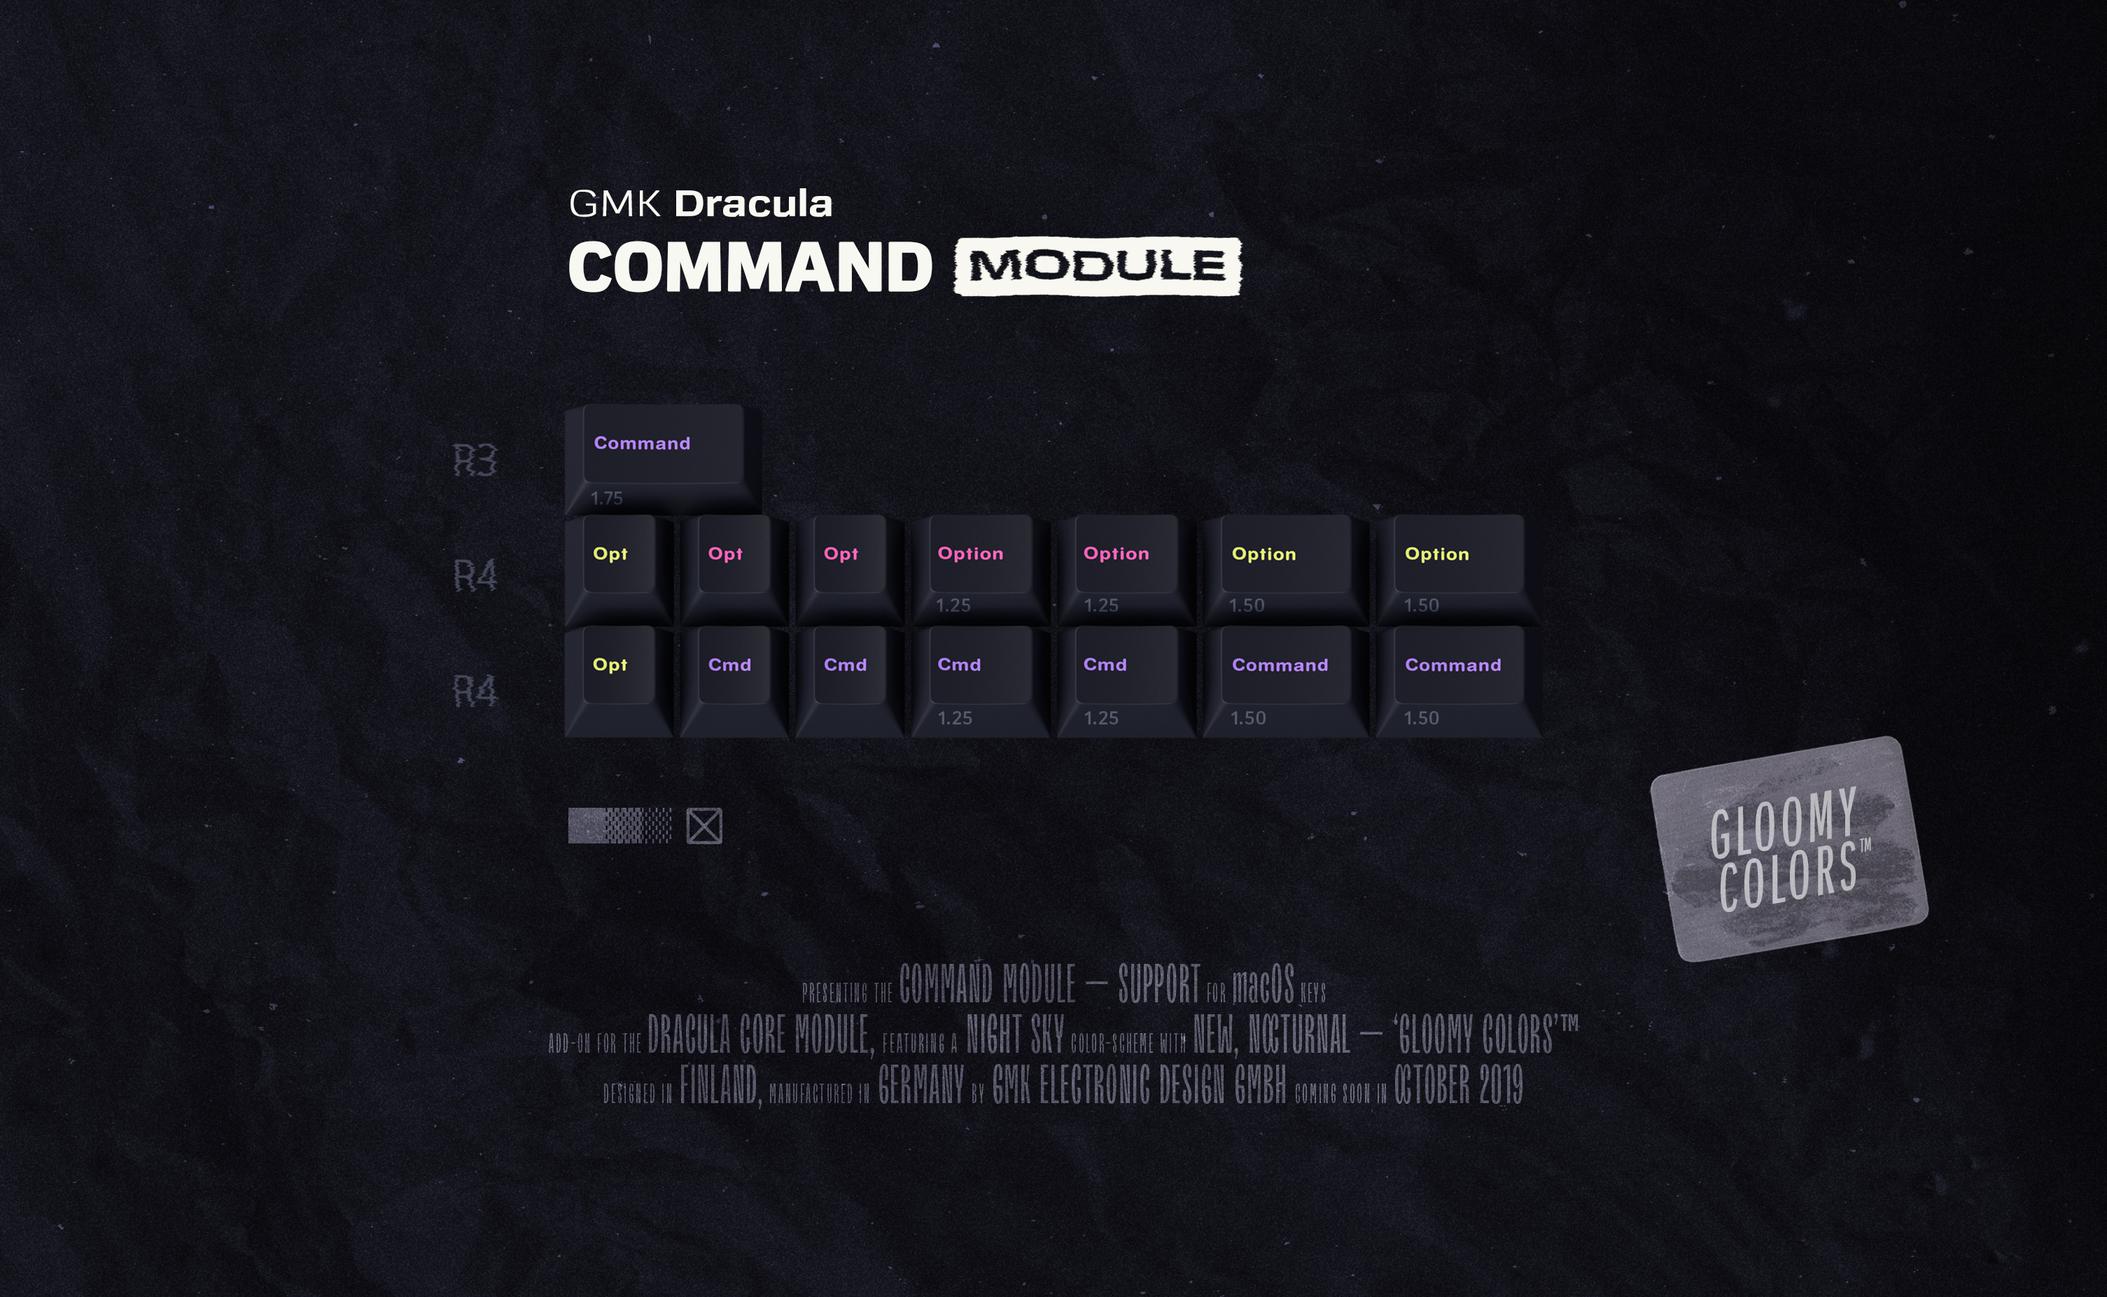 GMK Dracula
COMMAND MODULE
R3
Command
1.75
R4
Opt Opt Opt Option Option Option Option
1.25 1.25 1.50 1.50
R4
Opt Cmd Cmd Cmd Cmd Command Command
1.25 1.25 1.50 1.50
GLOOMY
COLORS™
PRESENTING THE COMMAND MODULE — SUPPORT FOR macOS KEYS
ADD-ON FOR THE DRACULA CORE MODULE, FEATURING A NIGHT SKY COLOR-SCHEME WITH NEW, NOCTURNAL — ‘GLOOMY COLORS’™
DESIGNED IN FINLAND, MANUFACTURED IN GERMANY BY GMK ELECTRONIC DESIGN GMBH COMING SOON IN OCTOBER 2019